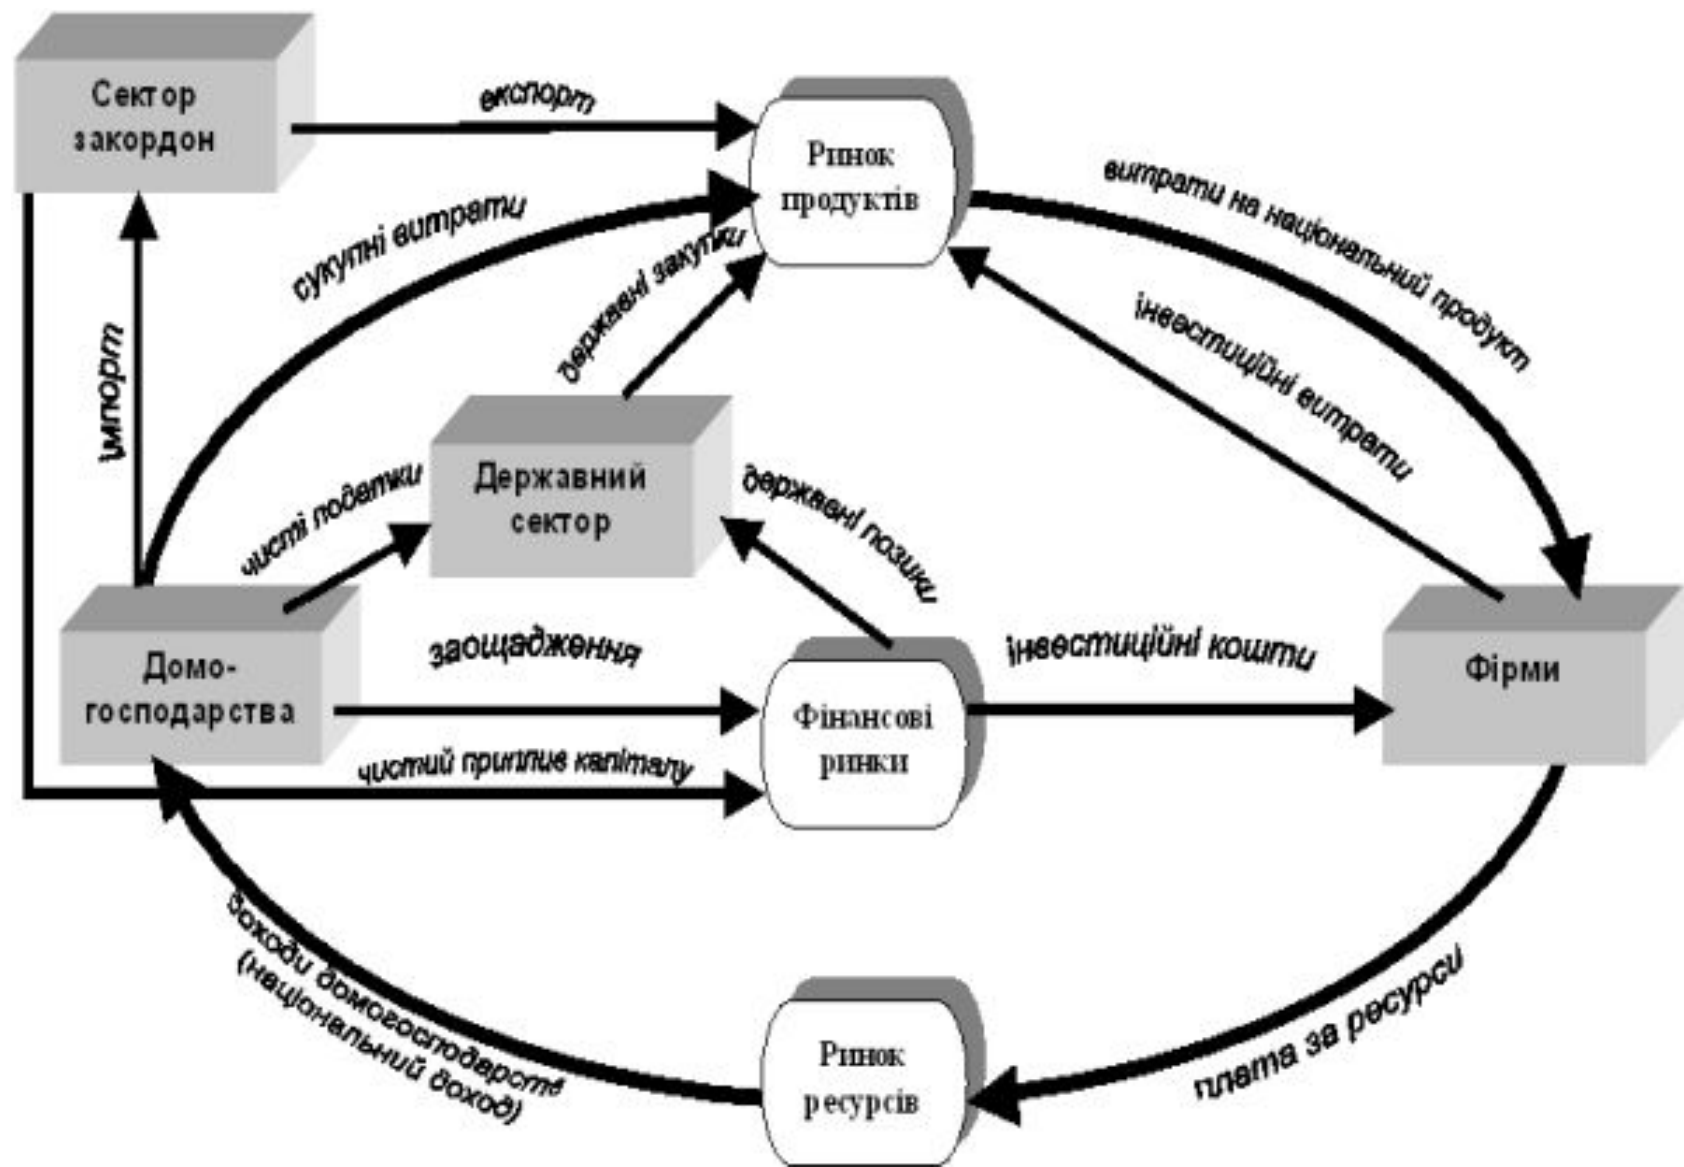 Сектор
закордон
експорт
Ринок
продуктів
витрати на національний продукт
сукупні витрати
державні закупки
інвестиційні витрати
імпорт
Державний
сектор
чисті податки
державні позики
Домо-
господарства
заощадження
Фінансові
ринки
інвестиційні кошти
Фірми
чистий приплив капіталу
доходи домогосподарств
(національний доход)
Ринок
ресурсів
плата за ресурси